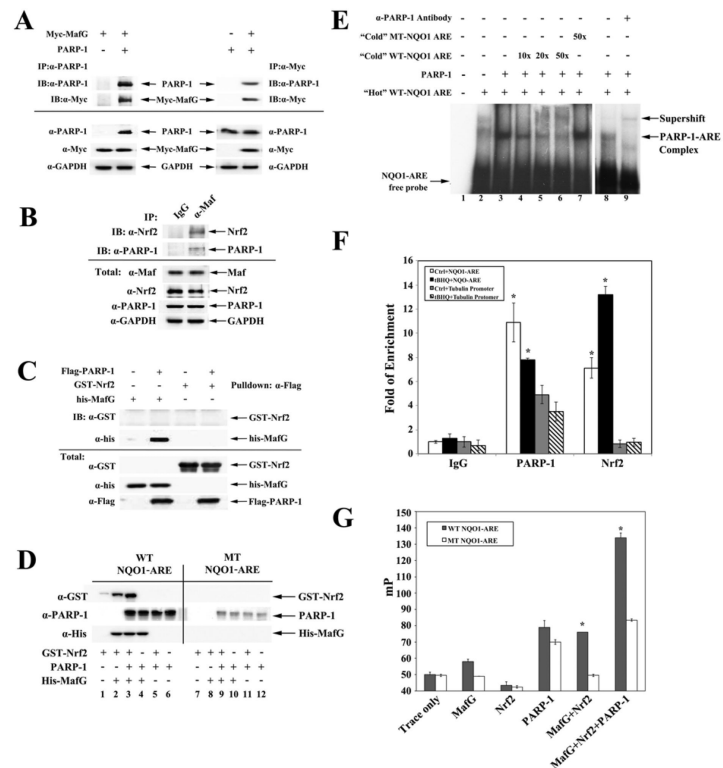 A
Myc-MafG - + - +
PARP-1 - + + +
IP:α-PARP-1 IP:α-Myc
IB:α-PARP-1 PARP-1 IB:α-PARP-1
IB:α-Myc Myc-MafG IB:α-Myc
α-PARP-1 PARP-1 α-PARP-1
α-Myc Myc-MafG α-Myc
α-GAPDH GAPDH α-GAPDH
B
IP: IgG α-Maf
IB: α-Nrf2 Nrf2
IB: α-PARP-1 PARP-1
Total: α-Maf Maf
α-Nrf2 Nrf2
α-PARP-1 PARP-1
α-GAPDH GAPDH
C
Flag-PARP-1 - + - +
GST-Nrf2 - - + + Pulldown: α-Flag
his-MafG + + - -
IB: α-GST GST-Nrf2
α-his his-MafG
Total:
α-GST GST-Nrf2
α-his his-MafG
α-Flag Flag-PARP-1
D
WT MT
NQO1-ARE NQO1-ARE
α-GST GST-Nrf2
α-PARP-1 PARP-1
α-His His-MafG
GST-Nrf2
PARP-1
His-MafG
1 2 3 4 5 6 7 8 9 10 11 12
E
α-PARP-1 Antibody
"Cold" MT-NQO1 ARE 50x
"Cold" WT-NQO1 ARE 10x 20x 50x
PARP-1
"Hot" WT-NQO1 ARE
Supershift
PARP-1-ARE
Complex
NQO1-ARE
free probe
1 2 3 4 5 6 7 8 9
F
Ctrl+NQO1-ARE
tBHQ+NQO-ARE
Ctrl+Tubulin Promoter
tBHQ+Tubulin Protomer
Fold of Enrichment
16
14
12
10
8
6
4
2
0
* * * *
IgG PARP-1 Nrf2
G
WT NQO1-ARE
MT NQO1-ARE
mP
150
140
130
120
110
100
90
80
70
60
50
40
* *
Trace only
MafG
Nrf2
PARP-1
MafG+Nrf2
MafG+Nrf2+PARP-1